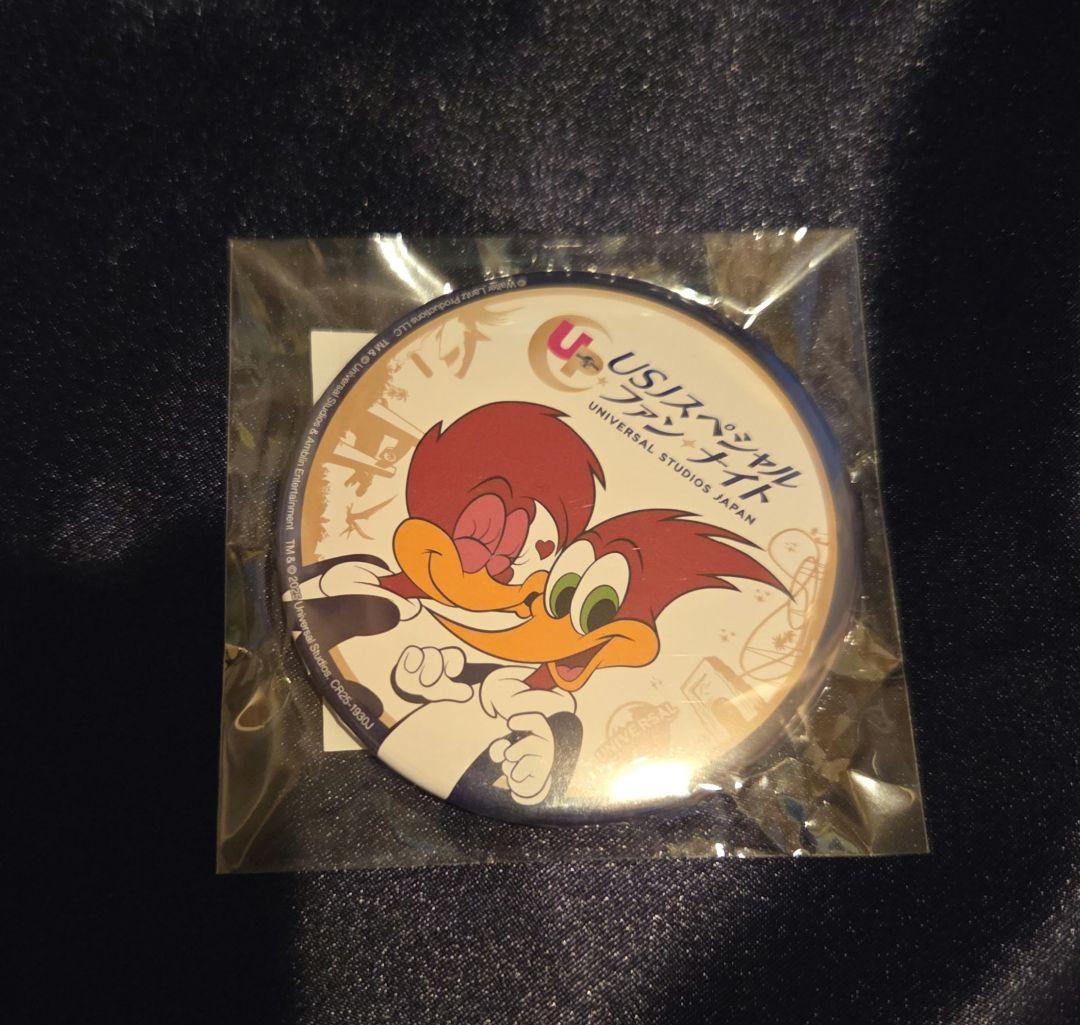 UP
USJスペシャル
ファン・ナイト
UNIVERSAL STUDIOS JAPAN
UNIVERSAL
© Walter Lantz Productions LLC TM & © Universal Studios & Amblin Entertainment TM & © 2025 Universal Studios. CR25-1930J